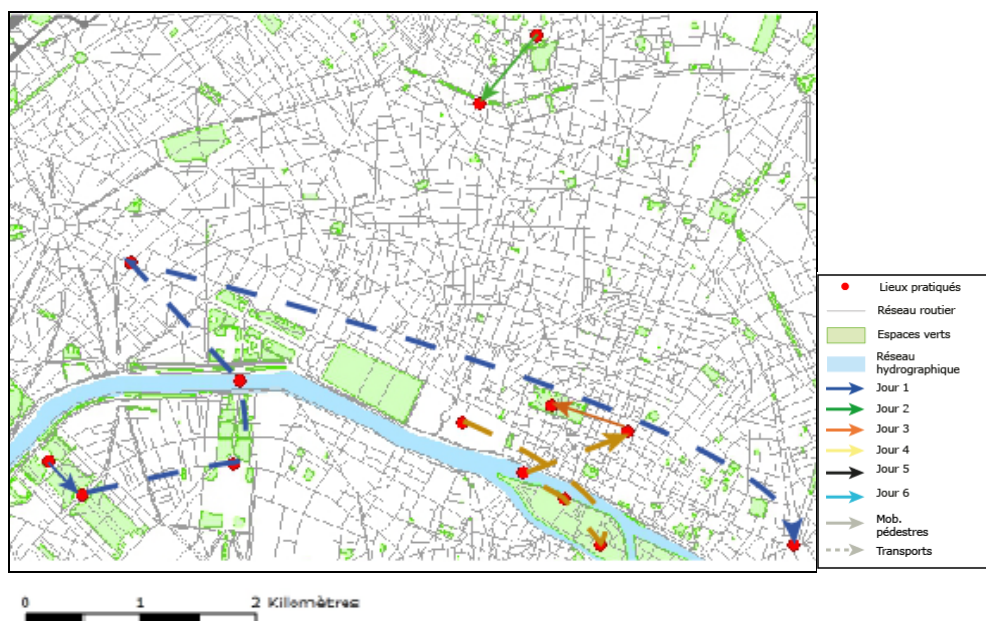 Lieux pratiqués
Réseau routier
Espaces verts
Réseau
hydrographique
Jour 1
Jour 2
Jour 3
Jour 4
Jour 5
Jour 6
Mob.
pédestres
Transports
0 1 2 Kilomètres